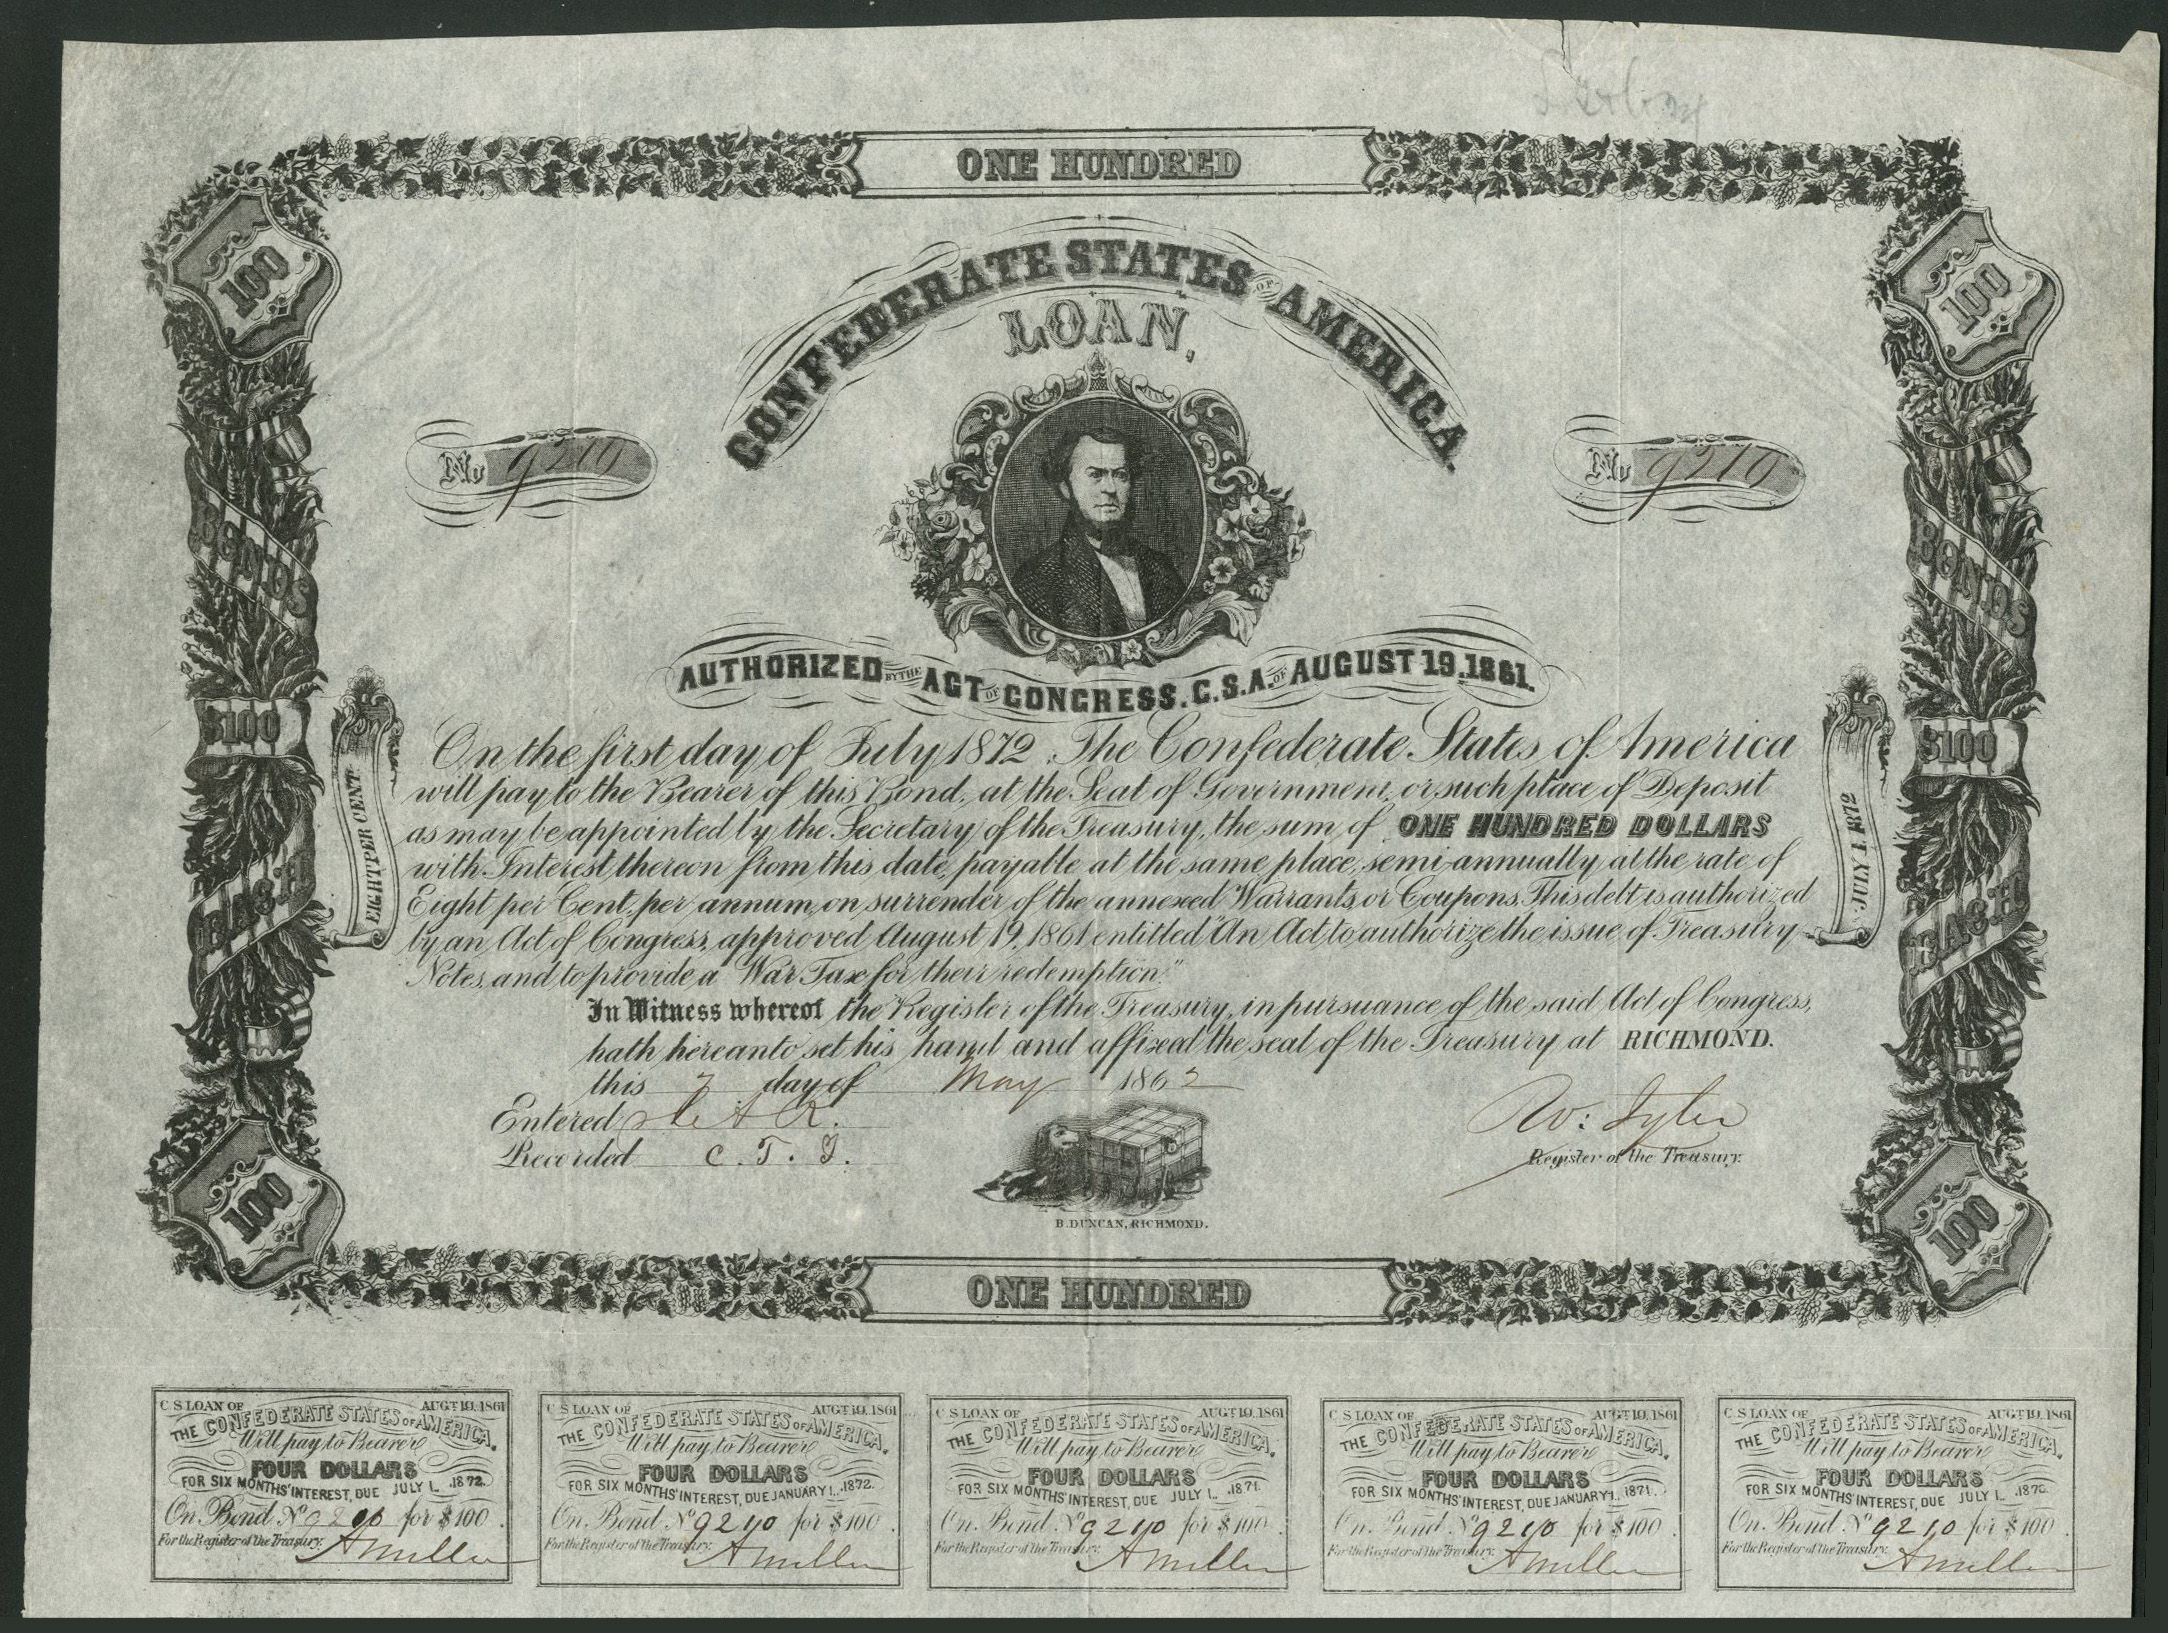 ONE HUNDRED
100
100
CONFEDERATE STATES OF AMERICA.
LOAN,
No 9210
No 9210
BONDS
BONDS
AUTHORIZED BY THE ACT OF CONGRESS. C.S.A. OF AUGUST 19, 1861.
$100
$100
EIGHT PER CENT.
JULY 1. 1872
On the first day of July 1872, The Confederate States of America
will pay to the Bearer of this Bond, at the Seat of Government, or such place of Deposit
as may be appointed by the Secretary of the Treasury, the sum of ONE HUNDRED DOLLARS
with Interest thereon from this date, payable at the same place, semi-annually, at the rate of
Eight per Cent. per annum, on surrender of the annexed Warrants or Coupons. This debt is authorized
by an Act of Congress, approved August 19, 1861 entitled "An Act to authorize the issue of Treasury
Notes, and to provide a War Tax for their redemption."
CASH
CASH
In Witness whereof the Register of the Treasury, in pursuance of the said Act of Congress,
hath hereunto set his hand and affixed the seal of the Treasury at RICHMOND.
this 7 day of May 1862
Entered
Recorded C. T. J.
W: Tyler
Register of the Treasury.
B. DUNCAN, RICHMOND.
100
100
ONE HUNDRED
C S LOAN OF AUGT 19, 1861
THE CONFEDERATE STATES OF AMERICA.
Will pay to Bearer
FOUR DOLLARS
FOR SIX MONTHS' INTEREST, DUE JULY 1. 1872.
On Bond No 9210 for $100.
For the Register of the Treasury.
A Miller
C S LOAN OF AUGT 19, 1861
THE CONFEDERATE STATES OF AMERICA.
Will pay to Bearer
FOUR DOLLARS
FOR SIX MONTHS' INTEREST, DUE JANUARY 1. 1872.
On Bond No 9210 for $100.
For the Register of the Treasury.
A Miller
C S LOAN OF AUGT 19, 1861
THE CONFEDERATE STATES OF AMERICA.
Will pay to Bearer
FOUR DOLLARS
FOR SIX MONTHS' INTEREST, DUE JULY 1. 1871.
On Bond No 9210 for $100.
For the Register of the Treasury.
A Miller
C S LOAN OF AUGT 19, 1861
THE CONFEDERATE STATES OF AMERICA.
Will pay to Bearer
FOUR DOLLARS
FOR SIX MONTHS' INTEREST, DUE JANUARY 1. 1871.
On Bond No 9210 for $100.
For the Register of the Treasury.
A Miller
C S LOAN OF AUGT 19, 1861
THE CONFEDERATE STATES OF AMERICA.
Will pay to Bearer
FOUR DOLLARS
FOR SIX MONTHS' INTEREST, DUE JULY 1. 1870.
On Bond No 9210 for $100.
For the Register of the Treasury.
A Miller